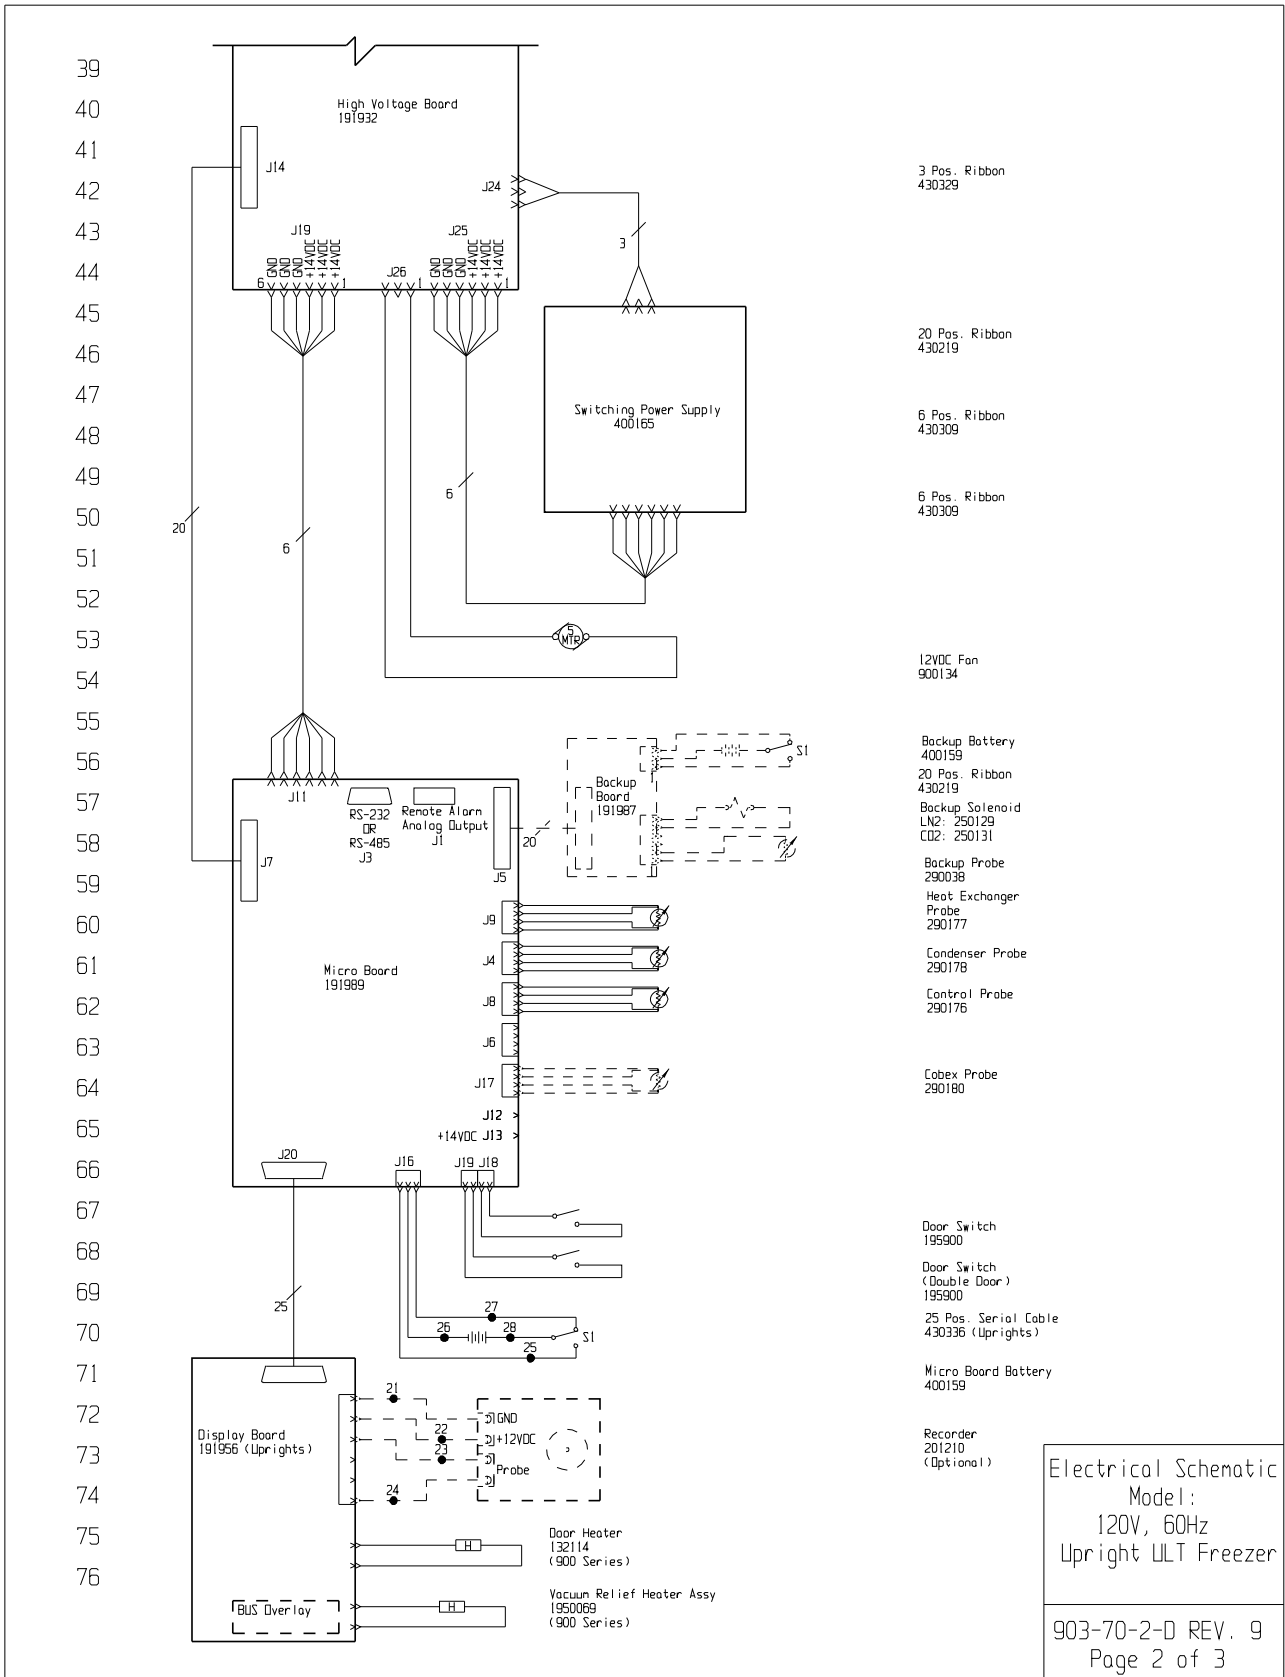 39
40
41
42
43
44
45
46
47
48
49
50
51
52
53
54
55
56
57
58
59
60
61
62
63
64
65
66
67
68
69
70
71
72
73
74
75
76
High Voltage Board
191932
J14
J24
J19
J25
GND
GND
GND
+14VDC
+14VDC
+14VDC
6
1
J26
1
GND
GND
GND
+14VDC
+14VDC
+14VDC
1
3
Switching Power Supply
400165
20
6
6
5
MTR
J11
RS-232
OR
RS-485
J3
Remote Alarm
Analog Output
J1
J5
J7
20
Backup
Board
191987
S1
J9
Micro Board
191989
J4
J8
J6
J17
J12
+14VDC J13
J20
J16
J19 J18
25
27
26
28
S1
25
21
Display Board
191956 (Uprights)
22
23
24
GND
+12VDC
Probe
H
Door Heater
132114
(900 Series)
BUS Overlay
H
Vacuum Relief Heater Assy
1950069
(900 Series)
3 Pos. Ribbon
430329
20 Pos. Ribbon
430219
6 Pos. Ribbon
430309
6 Pos. Ribbon
430309
12VDC Fan
900134
Backup Battery
400159
20 Pos. Ribbon
430219
Backup Solenoid
LN2: 250129
CO2: 250131
Backup Probe
290038
Heat Exchanger
Probe
290177
Condenser Probe
290178
Control Probe
290176
Cobex Probe
290180
Door Switch
195900
Door Switch
(Double Door)
195900
25 Pos. Serial Cable
430336 (Uprights)
Micro Board Battery
400159
Recorder
201210
(Optional)
Electrical Schematic
Model:
120V, 60Hz
Upright ULT Freezer
903-70-2-D REV. 9
Page 2 of 3